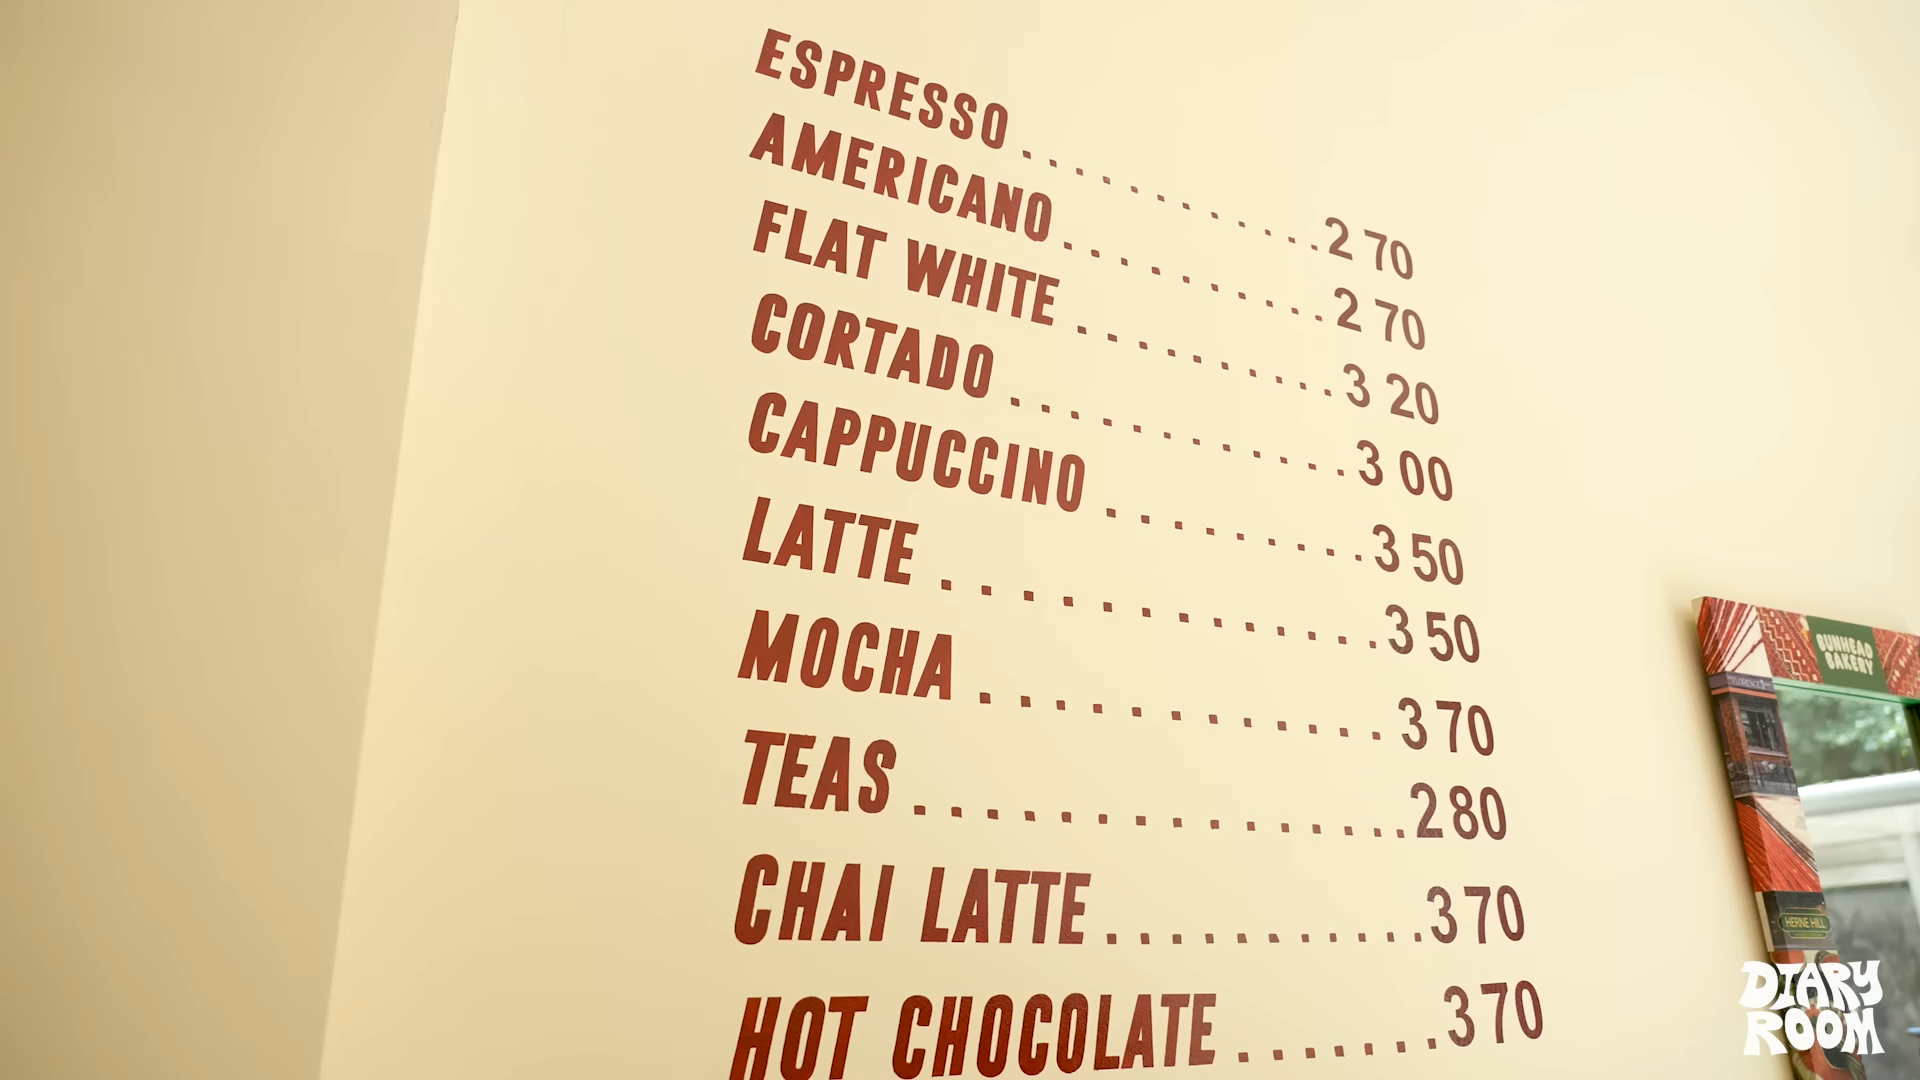 ESPRESSO . . . . . . . . . . . 2 70
AMERICANO . . . . . . . . . . 2 70
FLAT WHITE . . . . . . . . . 3 20
CORTADO . . . . . . . . . . . . 3 00
CAPPUCCINO . . . . . . . . . 3 50
LATTE . . . . . . . . . . . . 3 50
MOCHA . . . . . . . . . . . 3 70
TEAS . . . . . . . . . . . . . . 2 80
CHAI LATTE . . . . . . . . . . 3 70
HOT CHOCOLATE . . . . . . . 3 70
BUNHEAD
BAKERY
HERNE HILL
DIARY
ROOM